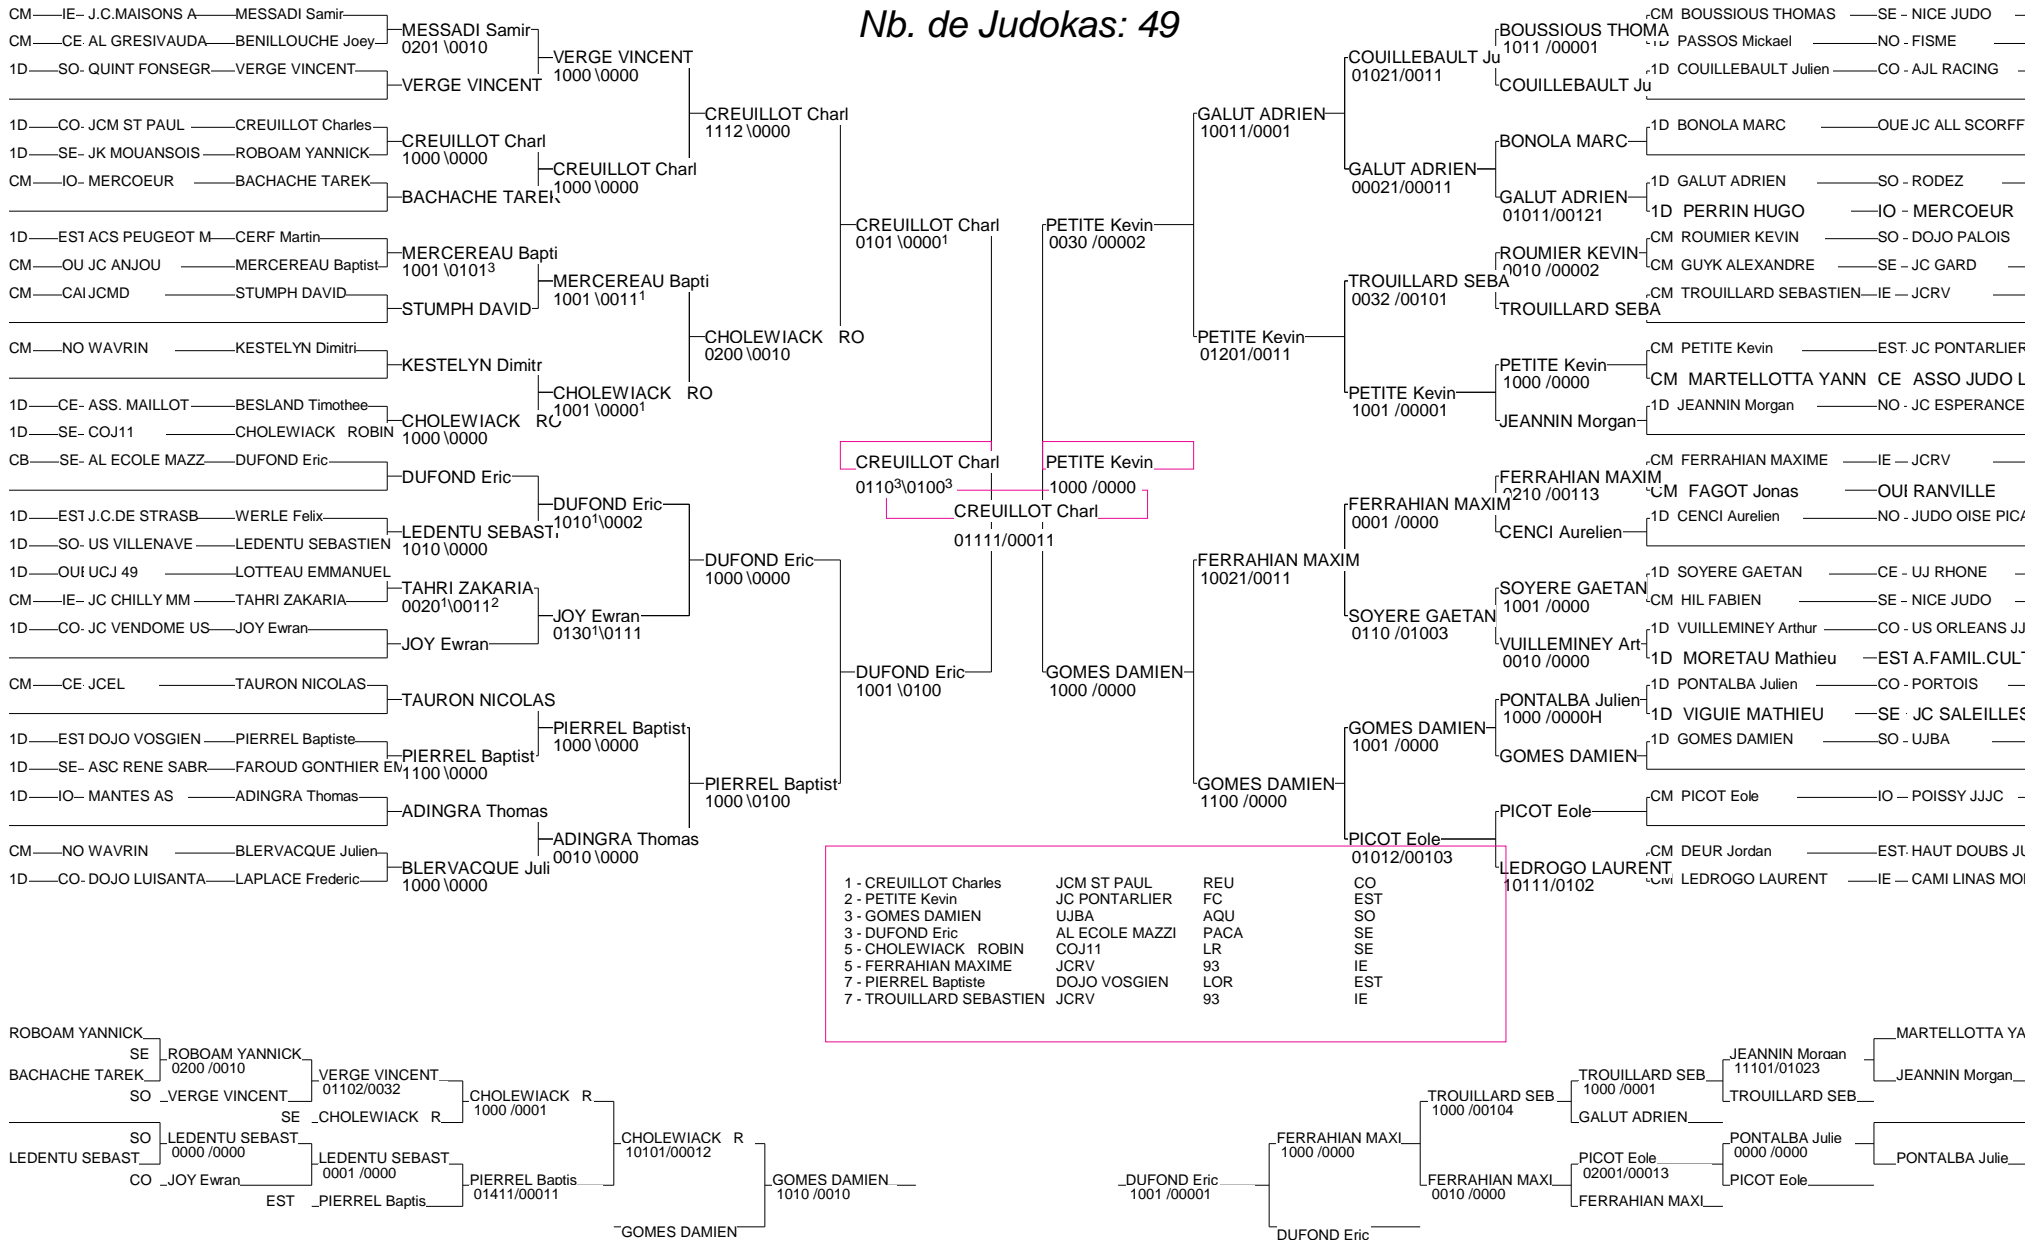 Nb. de Judokas: 49
CM IE- J.C.MAISONS A MESSADI Samir
CM CE- AL GRESIVAUDA BENILLOUCHE Joey
1D SO- QUINT FONSEGR VERGE VINCENT
1D CO- JCM ST PAUL CREUILLOT Charles
1D SE- JK MOUANSOIS ROBOAM YANNICK
CM IO- MERCOEUR BACHACHE TAREK
1D EST ACS PEUGEOT M CERF Martin
CM OU JC ANJOU MERCEREAU Baptist
CM CAI JCMD STUMPH DAVID
CM NO WAVRIN KESTELYN Dimitri
1D CE- ASS. MAILLOT BESLAND Timothee
1D SE- COJ11 CHOLEWIACK ROBIN
CB SE- AL ECOLE MAZZ DUFOND Eric
1D EST J.C.DE STRASB WERLE Felix
1D SO- US VILLENAVE LEDENTU SEBASTIEN
1D OUI UCJ 49 LOTTEAU EMMANUEL
CM IE- JC CHILLY MM TAHRI ZAKARIA
1D CO- JC VENDOME US JOY Ewran
CM CE- JCEL TAURON NICOLAS
1D EST DOJO VOSGIEN PIERREL Baptiste
1D SE- ASC RENE SABR FAROUD GONTHIER EM
1D IO- MANTES AS ADINGRA Thomas
CM NO WAVRIN BLERVACQUE Julien
1D CO- DOJO LUISANTA LAPLACE Frederic
MESSADI Samir
0201 \0010
VERGE VINCENT
CREUILLOT Charl
1000 \0000
BACHACHE TAREK
MERCEREAU Bapti
1001 \0101³
STUMPH DAVID
KESTELYN Dimitr
CHOLEWIACK RO
1000 \0000
DUFOND Eric
LEDENTU SEBAST
1010 \0000
TAHRI ZAKARIA
0020¹\0011²
JOY Ewran
TAURON NICOLAS
PIERREL Baptist
1100 \0000
ADINGRA Thomas
BLERVACQUE Juli
1000 \0000
VERGE VINCENT
1000 \0000
CREUILLOT Charl
1000 \0000
MERCEREAU Bapti
1001 \0011¹
CHOLEWIACK RO
1001 \0000¹
DUFOND Eric
1010¹\0002
JOY Ewran
0130¹\0111
PIERREL Baptist
1000 \0000
ADINGRA Thomas
0010 \0000
CREUILLOT Charl
1112 \0000
CHOLEWIACK RO
0200 \0010
DUFOND Eric
1000 \0000
PIERREL Baptist
1000 \0100
CREUILLOT Charl
0101 \0000¹
DUFOND Eric
1001 \0100
CREUILLOT Charl
0110³\0100³
PETITE Kevin
1000 /0000
CREUILLOT Charl
01111/00011
PETITE Kevin
0030 /00002
GOMES DAMIEN
1000 /0000
GALUT ADRIEN
10011/0001
PETITE Kevin
01201/0011
FERRAHIAN MAXIM
10021/0011
GOMES DAMIEN
1100 /0000
COUILLEBAULT Ju
01021/0011
GALUT ADRIEN
00021/00011
TROUILLARD SEBA
0032 /00101
PETITE Kevin
1001 /00001
FERRAHIAN MAXIM
0001 /0000
SOYERE GAETAN
0110 /01003
GOMES DAMIEN
1001 /0000
PICOT Eole
01012/00103
BOUSSIOUS THOMA
1011 /00001
COUILLEBAULT Ju
BONOLA MARC
GALUT ADRIEN
01011/00121
ROUMIER KEVIN
0010 /00002
TROUILLARD SEBA
PETITE Kevin
1000 /0000
JEANNIN Morgan
FERRAHIAN MAXIM
0210 /00113
CENCI Aurelien
SOYERE GAETAN
1001 /0000
VUILLEMINEY Art
0010 /0000
PONTALBA Julien
1000 /0000H
GOMES DAMIEN
PICOT Eole
LEDROGO LAURENT
10111/0102
CM BOUSSIOUS THOMAS SE - NICE JUDO
1D PASSOS Mickael NO - FISME
1D COUILLEBAULT Julien CO - AJL RACING
1D BONOLA MARC OUE JC ALL SCORFF
1D GALUT ADRIEN SO - RODEZ
1D PERRIN HUGO IO - MERCOEUR
CM ROUMIER KEVIN SO - DOJO PALOIS
CM GUYK ALEXANDRE SE - JC GARD
CM TROUILLARD SEBASTIEN IE - JCRV
CM PETITE Kevin EST- JC PONTARLIER
CM MARTELLOTTA YANN CE ASSO JUDO L
1D JEANNIN Morgan NO - JC ESPERANCE
CM FERRAHIAN MAXIME IE - JCRV
CM FAGOT Jonas OUI RANVILLE
1D CENCI Aurelien NO - JUDO OISE PICA
1D SOYERE GAETAN CE - UJ RHONE
CM HIL FABIEN SE - NICE JUDO
1D VUILLEMINEY Arthur CO - US ORLEANS JJ
1D MORETAU Mathieu EST A.FAMIL.CULT
1D PONTALBA Julien CO - PORTOIS
1D VIGUIE MATHIEU SE - JC SALEILLES
1D GOMES DAMIEN SO - UJBA
CM PICOT Eole IO - POISSY JJJC
CM DEUR Jordan EST- HAUT DOUBS JU
CM LEDROGO LAURENT IE - CAMI LINAS MO
1 - CREUILLOT Charles JCM ST PAUL REU CO
2 - PETITE Kevin JC PONTARLIER FC EST
3 - GOMES DAMIEN UJBA AQU SO
3 - DUFOND Eric AL ECOLE MAZZI PACA SE
5 - CHOLEWIACK ROBIN COJ11 LR SE
5 - FERRAHIAN MAXIME JCRV 93 IE
7 - PIERREL Baptiste DOJO VOSGIEN LOR EST
7 - TROUILLARD SEBASTIEN JCRV 93 IE
ROBOAM YANNICK
SE
BACHACHE TAREK
SO
SO
LEDENTU SEBAST
CO
ROBOAM YANNICK
0200 /0010
VERGE VINCENT
SE
LEDENTU SEBAST
0000 /0000
JOY Ewran
EST
VERGE VINCENT
01102/0032
CHOLEWIACK R
LEDENTU SEBAST
0001 /0000
PIERREL Baptis
CHOLEWIACK R
1000 /0001
PIERREL Baptis
01411/00011
CHOLEWIACK R
10101/00012
GOMES DAMIEN
GOMES DAMIEN
1010 /0010
DUFOND Eric
1001 /00001
FERRAHIAN MAXI
1000 /0000
DUFOND Eric
TROUILLARD SEB
1000 /00104
FERRAHIAN MAXI
0010 /0000
TROUILLARD SEB
1000 /0001
GALUT ADRIEN
PICOT Eole
02001/00013
FERRAHIAN MAXI
JEANNIN Morgan
11101/01023
TROUILLARD SEB
PONTALBA Julie
0000 /0000
PICOT Eole
MARTELLOTTA YA
JEANNIN Morgan
PONTALBA Julie